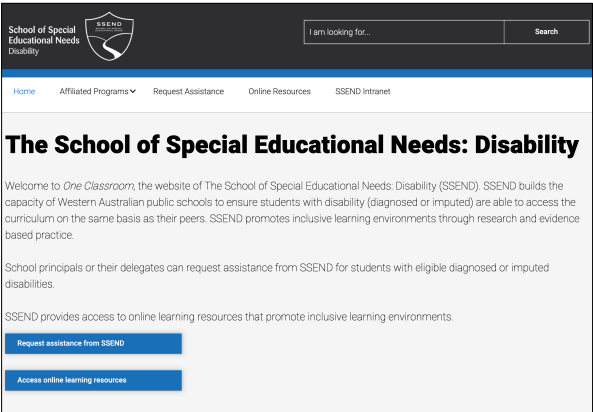 School of Special
Educational Needs
Disability
SSEND
I am looking for...
Search
Home
Affiliated Programs
Request Assistance
Online Resources
SSEND Intranet
The School of Special Educational Needs: Disability
Welcome to One Classroom, the website of The School of Special Educational Needs: Disability (SSEND). SSEND builds the
capacity of Western Australian public schools to ensure students with disability (diagnosed or imputed) are able to access the
curriculum on the same basis as their peers. SSEND promotes inclusive learning environments through research and evidence
based practice.
School principals or their delegates can request assistance from SSEND for students with eligible diagnosed or imputed
disabilities.
SSEND provides access to online learning resources that promote inclusive learning environments.
Request assistance from SSEND
Access online learning resources